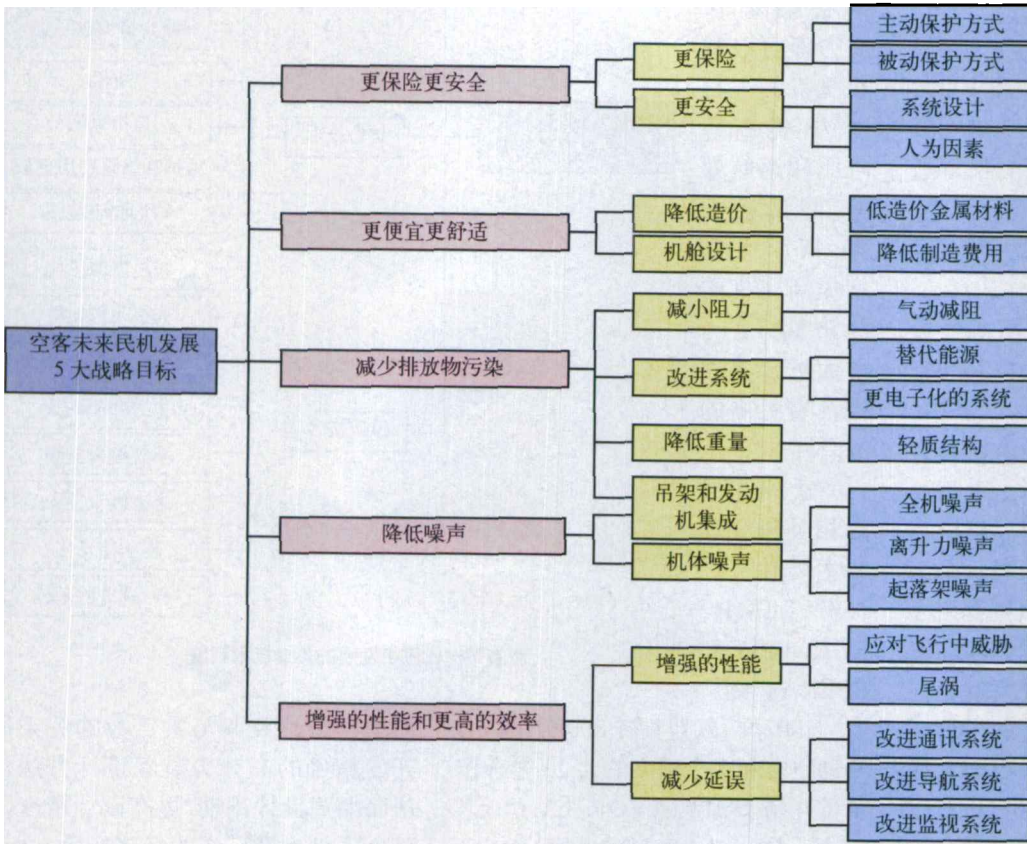 空客未来民机发展
5大战略目标
更保险更安全
更保险
主动保护方式
被动保护方式
更安全
系统设计
人为因素
更便宜更舒适
降低造价
低造价金属材料
降低制造费用
机舱设计
减少排放物污染
减小阻力
气动减阻
改进系统
替代能源
更电子化的系统
降低重量
轻质结构
吊架和发动
机集成
降低噪声
机体噪声
全机噪声
离升力噪声
起落架噪声
增强的性能和更高的效率
增强的性能
应对飞行中威胁
尾涡
减少延误
改进通讯系统
改进导航系统
改进监视系统